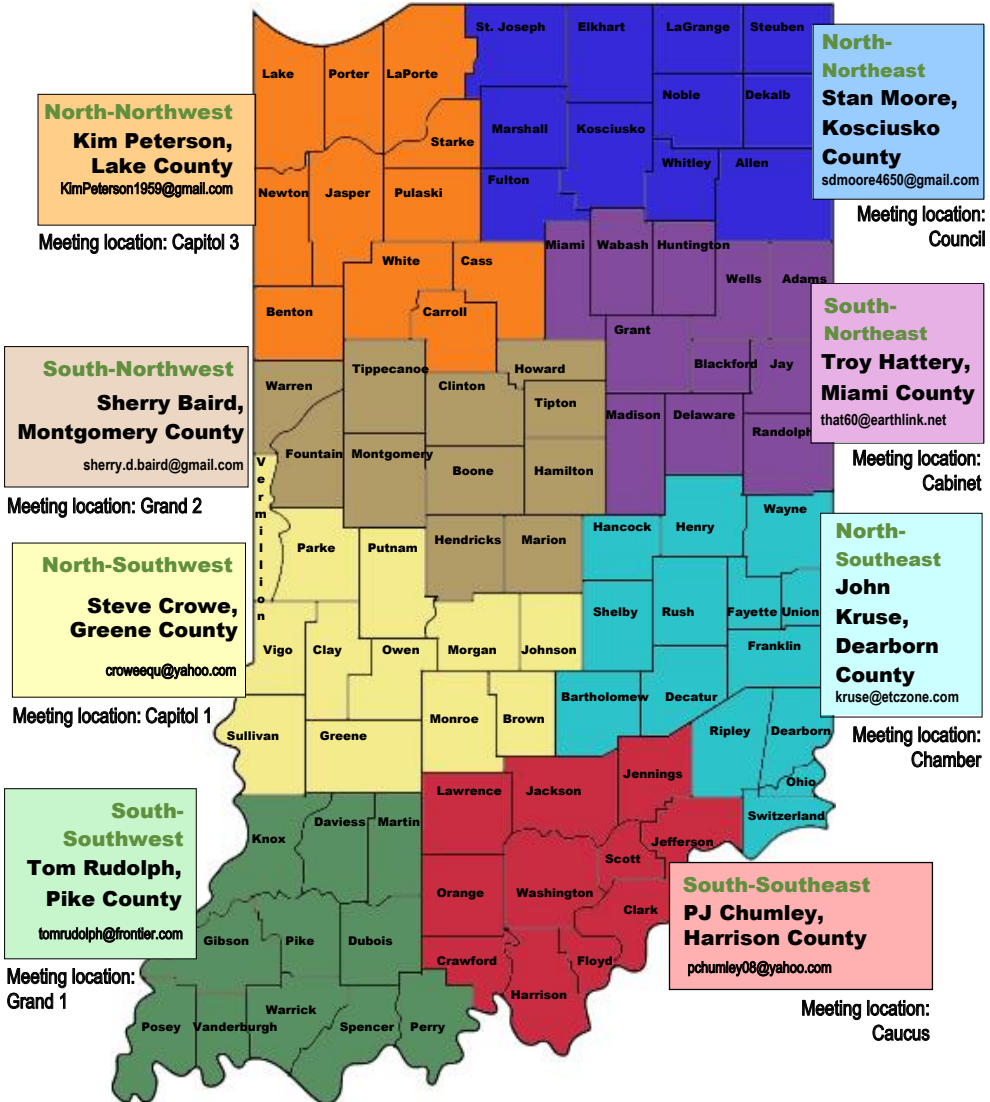 North-Northwest
Kim Peterson,
Lake County
KimPeterson1959@gmail.com
Meeting location: Capitol 3
South-Northwest
Sherry Baird,
Montgomery County
sherry.d.baird@gmail.com
Meeting location: Grand 2
North-Southwest
Steve Crowe,
Greene County
croweequ@yahoo.com
Meeting location: Capitol 1
South-
Southwest
Tom Rudolph,
Pike County
tomrudolph@frontier.com
Meeting location:
Grand 1
North-
Northeast
Stan Moore,
Kosciusko
County
sdmoore4650@gmail.com
Meeting location:
Council
South-
Northeast
Troy Hattery,
Miami County
that60@earthlink.net
Meeting location:
Cabinet
North-
Southeast
John
Kruse,
Dearborn
County
kruse@etczone.com
Meeting location:
Chamber
South-Southeast
PJ Chumley,
Harrison County
pchumley08@yahoo.com
Meeting location:
Caucus
St. Joseph
Elkhart
LaGrange
Steuben
Lake
Porter
LaPorte
Noble
Dekalb
Starke
Marshall
Kosciusko
Whitley
Allen
Newton
Jasper
Pulaski
Fulton
White
Cass
Miami
Wabash
Huntington
Wells
Adams
Benton
Carroll
Grant
Blackford
Jay
Warren
Tippecanoe
Clinton
Howard
Tipton
Madison
Delaware
Randolph
Fountain
Montgomery
Boone
Hamilton
Vermillion
Parke
Putnam
Hendricks
Marion
Hancock
Henry
Wayne
Shelby
Rush
Fayette
Union
Vigo
Clay
Owen
Morgan
Johnson
Franklin
Bartholomew
Decatur
Sullivan
Greene
Monroe
Brown
Ripley
Dearborn
Ohio
Switzerland
Jennings
Lawrence
Jackson
Jefferson
Knox
Daviess
Martin
Scott
Orange
Washington
Clark
Gibson
Pike
Dubois
Crawford
Floyd
Harrison
Posey
Vanderburgh
Warrick
Spencer
Perry